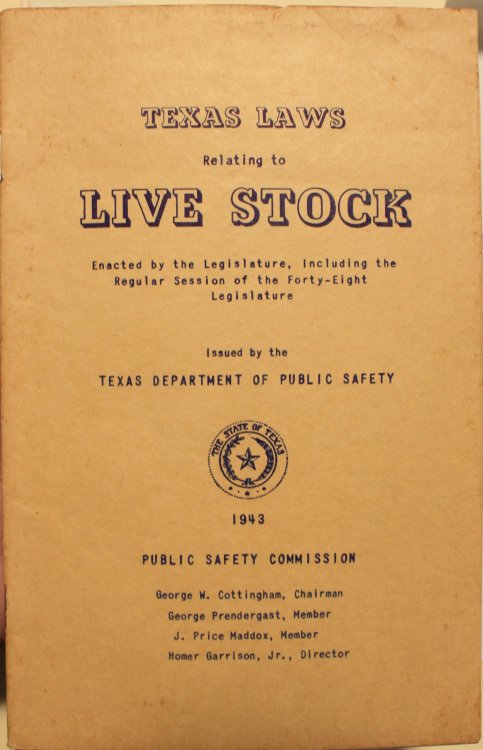 TEXAS LAWS
Relating to
LIVE STOCK
Enacted by the Legislature, Including the
Regular Session of the Forty-Eight
Legislature
Issued by the
TEXAS DEPARTMENT OF PUBLIC SAFETY
THE STATE OF TEXAS
1943
PUBLIC SAFETY COMMISSION
George W. Cottingham, Chairman
George Prendergast, Member
J. Price Maddox, Member
Homer Garrison, Jr., Director